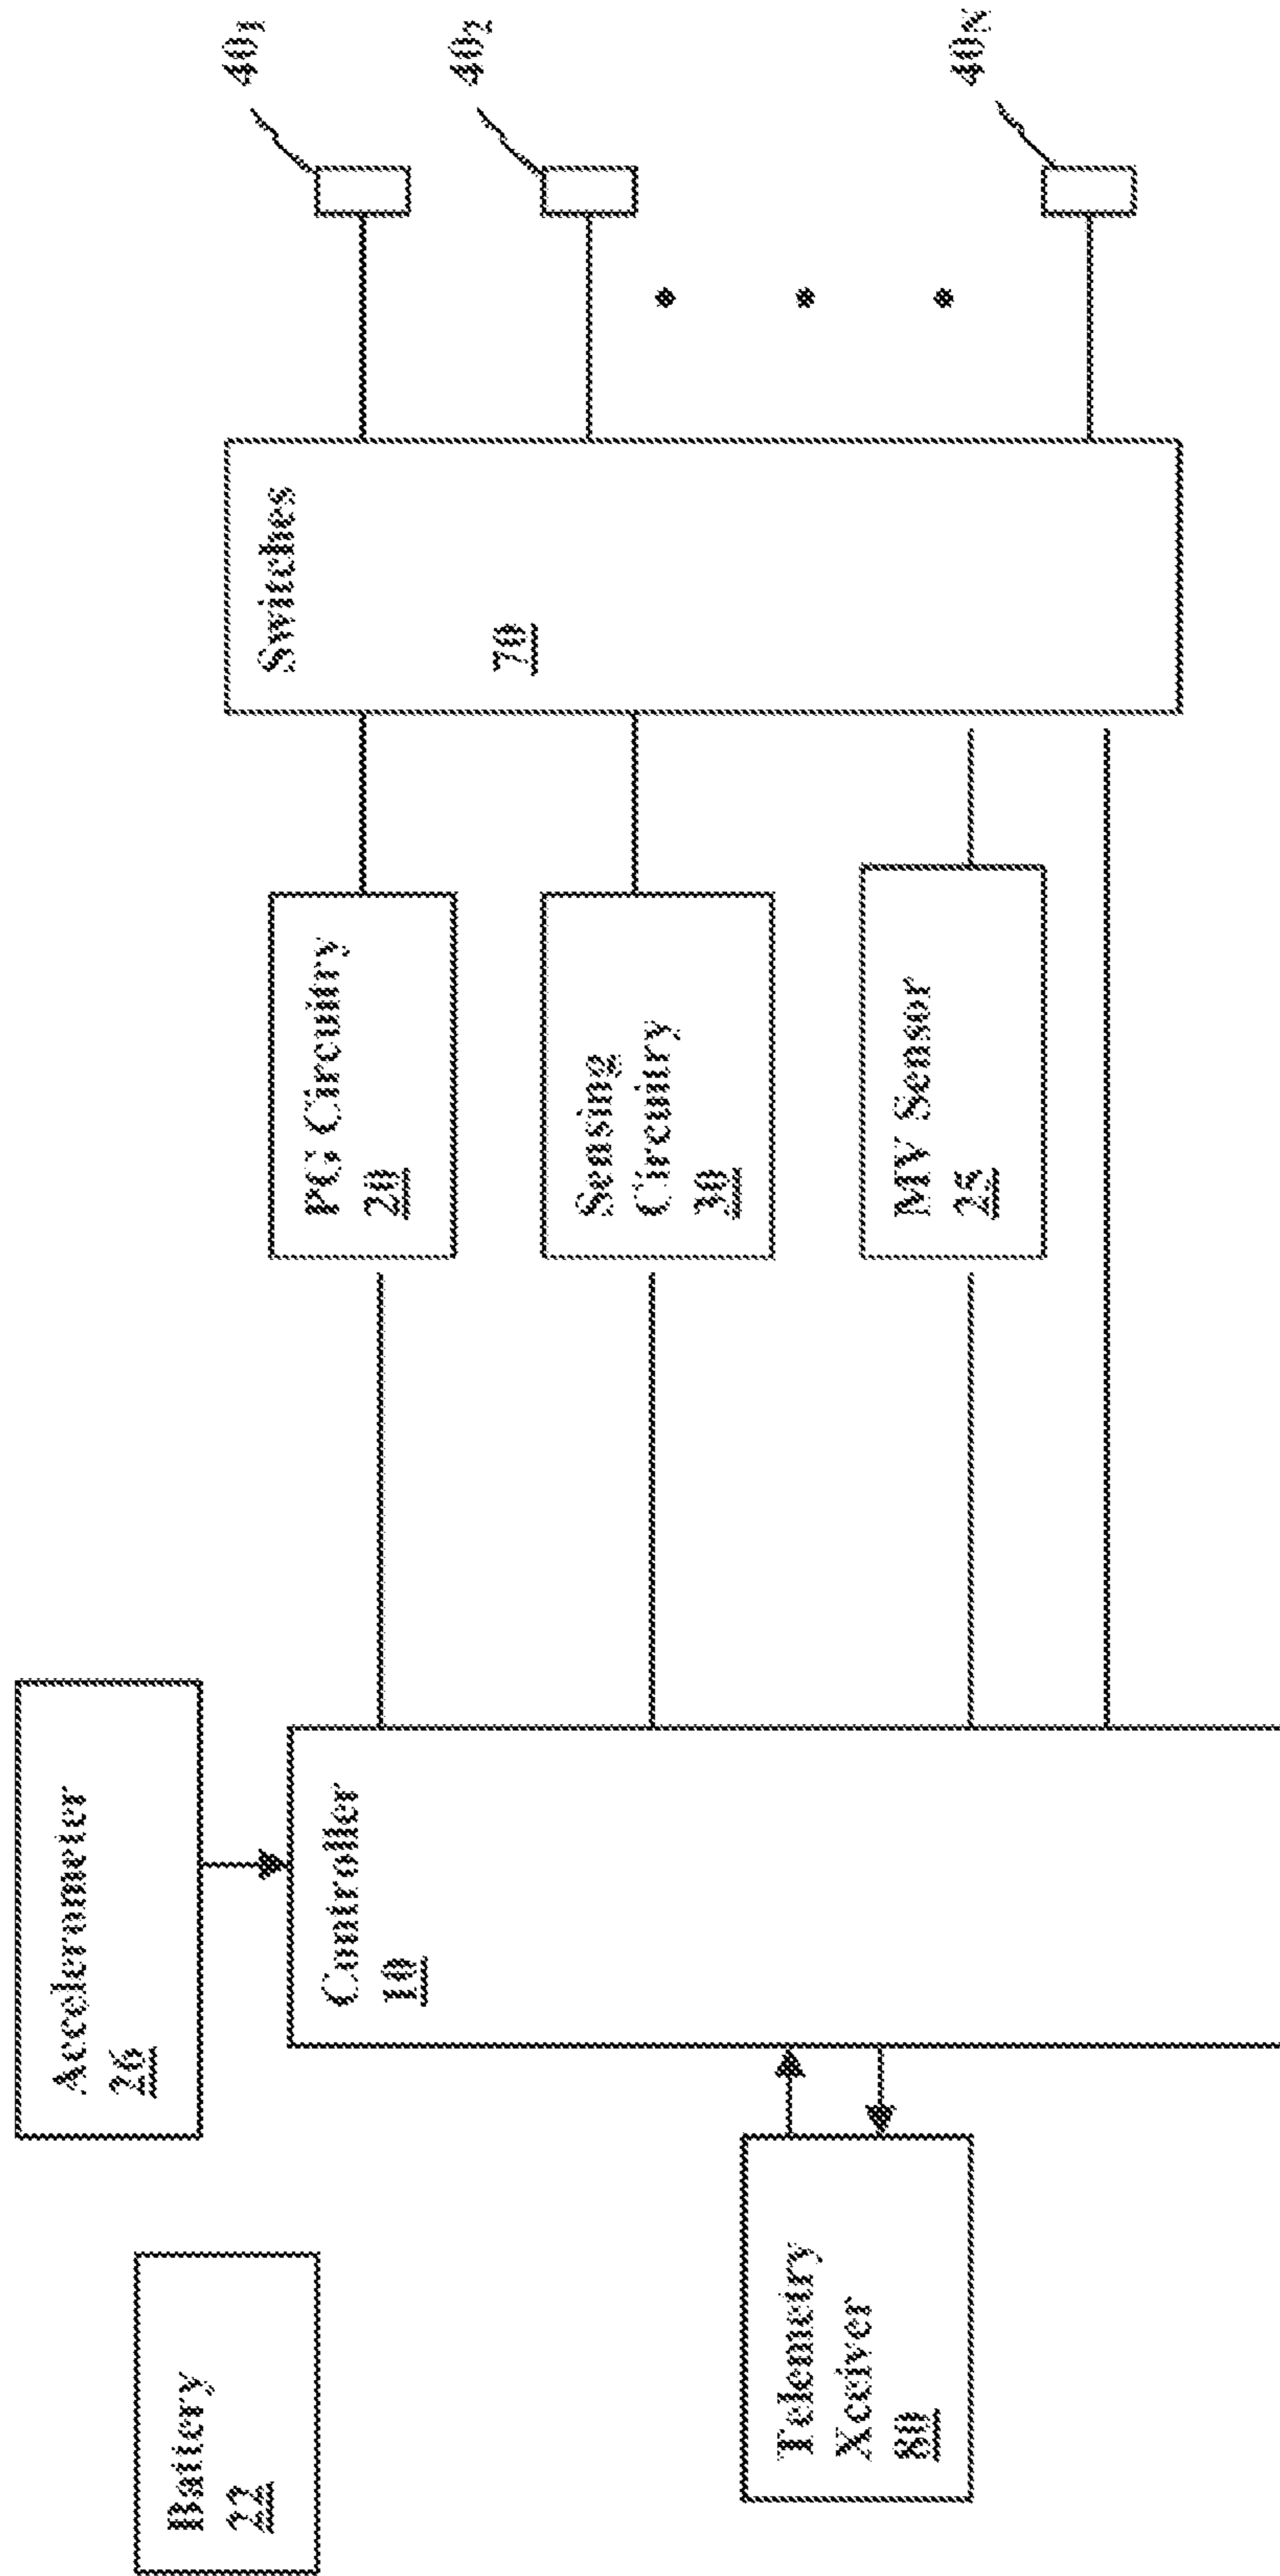 Battery
22
Accelerometer
26
Telemetry
Xceiver
80
Controller
10
PG Circuitry
20
Sensing
Circuitry
30
MV Sensor
25
Switches
70
40₁
40₂
40ₙ